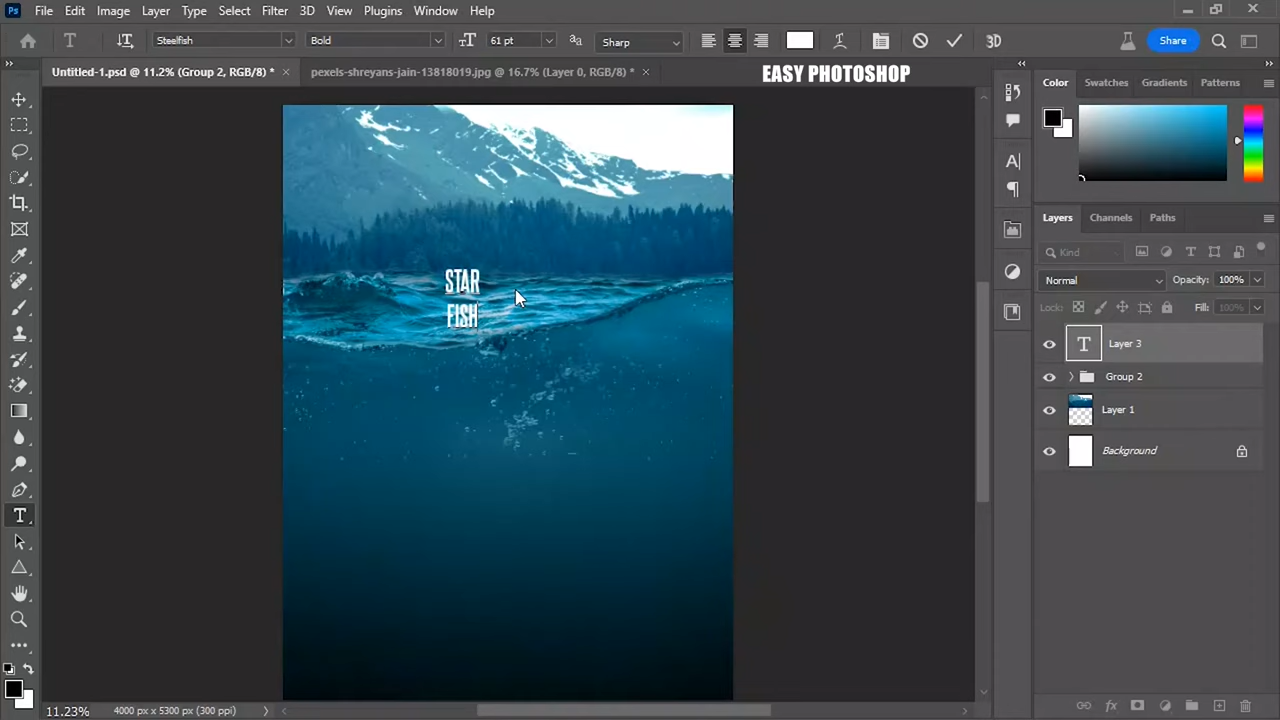 Ps File Edit Image Layer Type Select Filter 3D View Plugins Window Help
T Steelfish Bold 61 pt Sharp 3D Share
Untitled-1.psd @ 11.2% (Group 2, RGB/8) * × pexels-shreyans-jain-13818019.jpg @ 16.7% (Layer 0, RGB/8) * ×
EASY PHOTOSHOP
STAR
FISH
Color Swatches Gradients Patterns
Layers Channels Paths
Kind
Normal Opacity: 100%
Lock: Fill: 100%
T Layer 3
Group 2
Layer 1
Background
11.23% 4000 px x 5300 px (300 ppi)